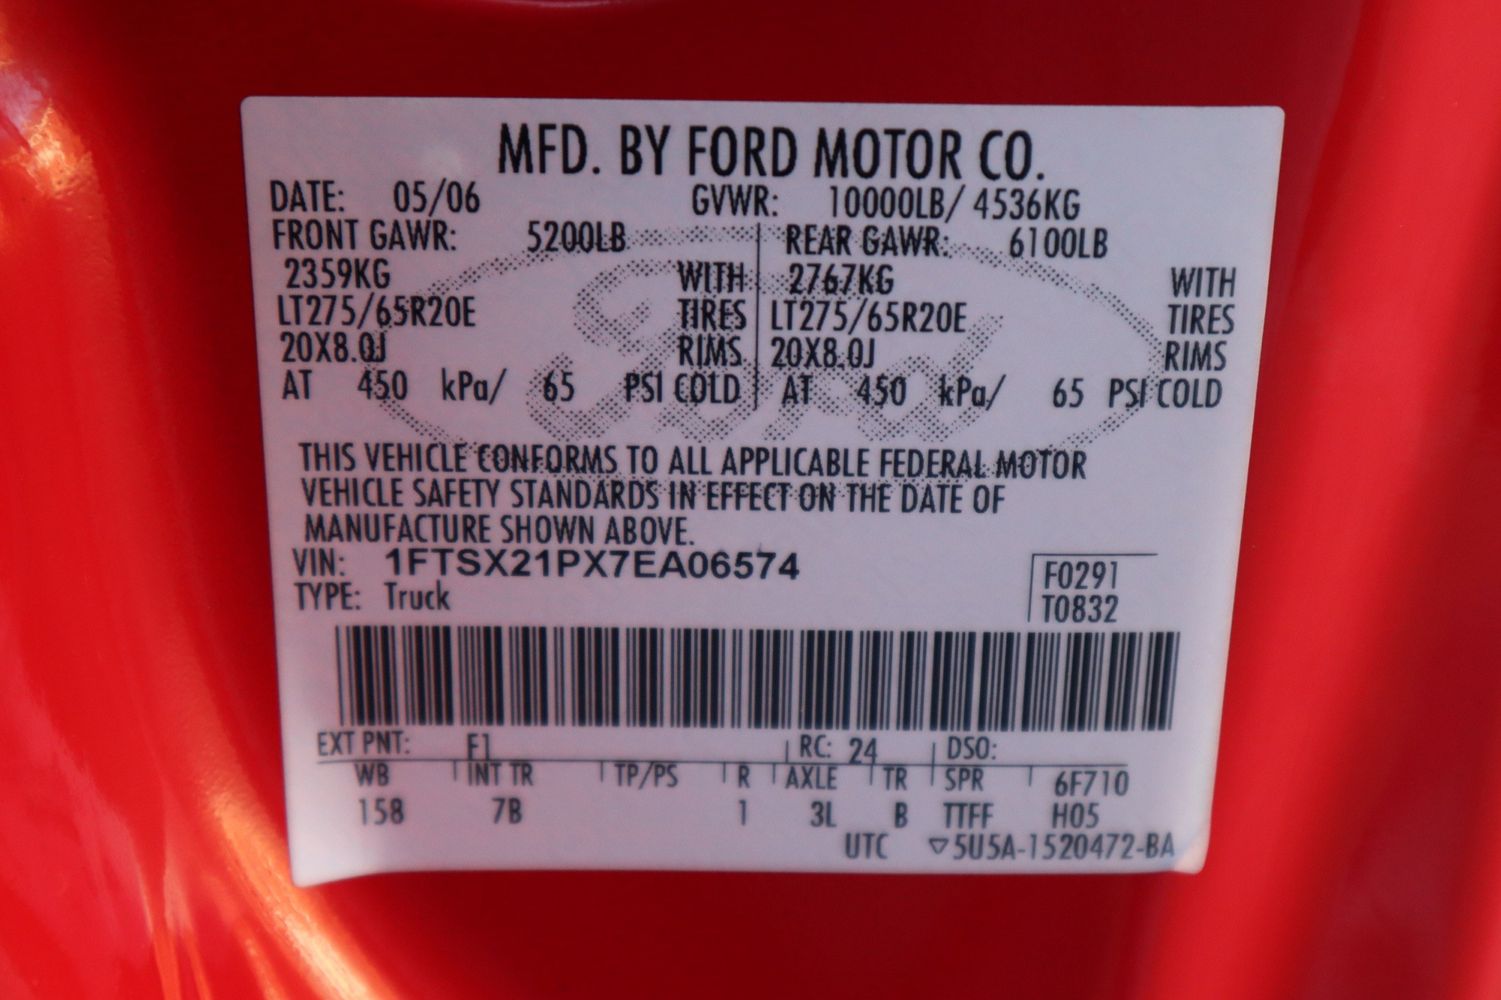 MFD. BY FORD MOTOR CO.
DATE: 05/06 GVWR: 10000LB/ 4536KG
FRONT GAWR: 5200LB REAR GAWR: 6100LB
2359KG WITH 2767KG WITH
LT275/65R20E TIRES LT275/65R20E TIRES
20X8.0J RIMS 20X8.0J RIMS
AT 450 kPa/ 65 PSI COLD AT 450 kPa/ 65 PSI COLD
Ford
THIS VEHICLE CONFORMS TO ALL APPLICABLE FEDERAL MOTOR
VEHICLE SAFETY STANDARDS IN EFFECT ON THE DATE OF
MANUFACTURE SHOWN ABOVE.
VIN: 1FTSX21PX7EA06574
TYPE: Truck
F0291
T0832
EXT PNT: F1 RC: 24 DSO:
WB INT TR TP/PS R AXLE TR SPR 6F710
158 7B 1 3L B TTFF H05
UTC ▽5U5A-1520472-BA